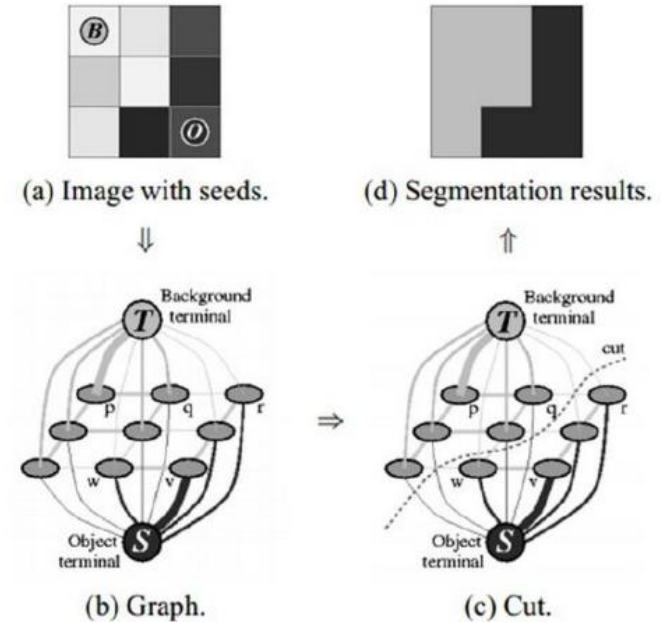 B
O
(a) Image with seeds.
(d) Segmentation results.
Background
terminal
T
p
q
r
w
v
Object
terminal
S
(b) Graph.
Background
terminal
T
cut
p
q
r
w
v
Object
terminal
S
(c) Cut.